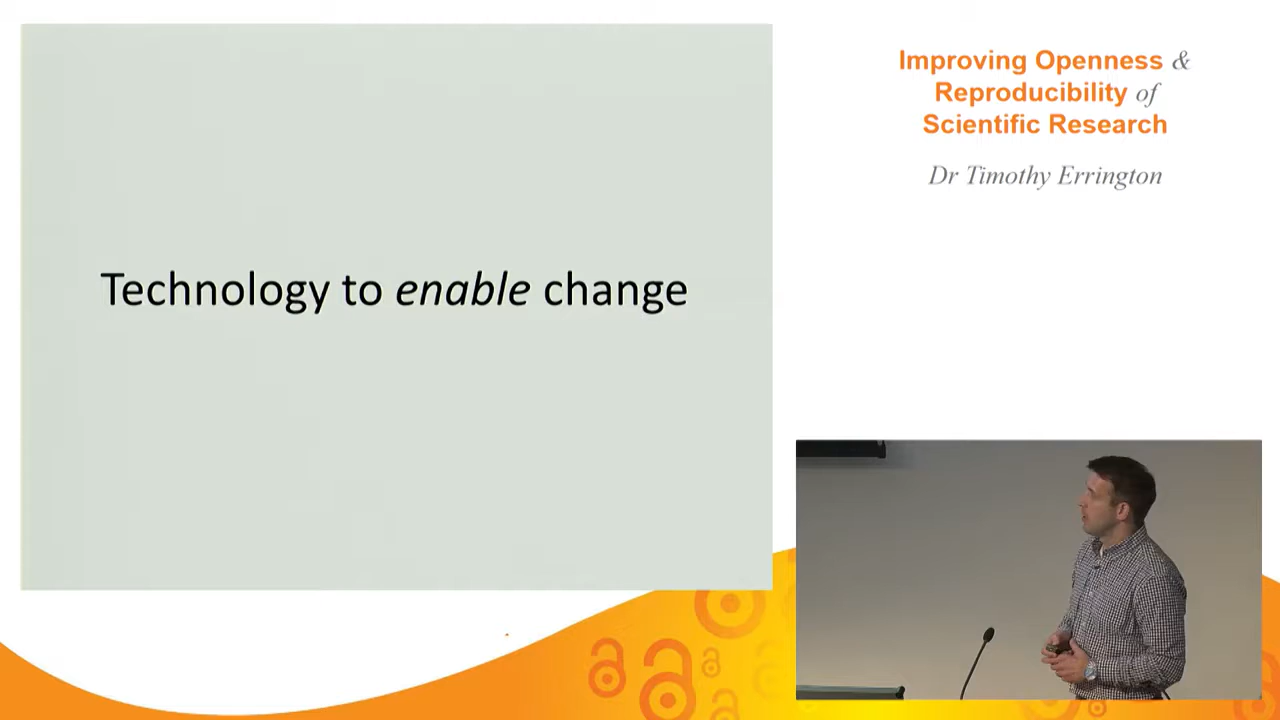 Technology to enable change
Improving Openness &
Reproducibility of
Scientific Research
Dr Timothy Errington